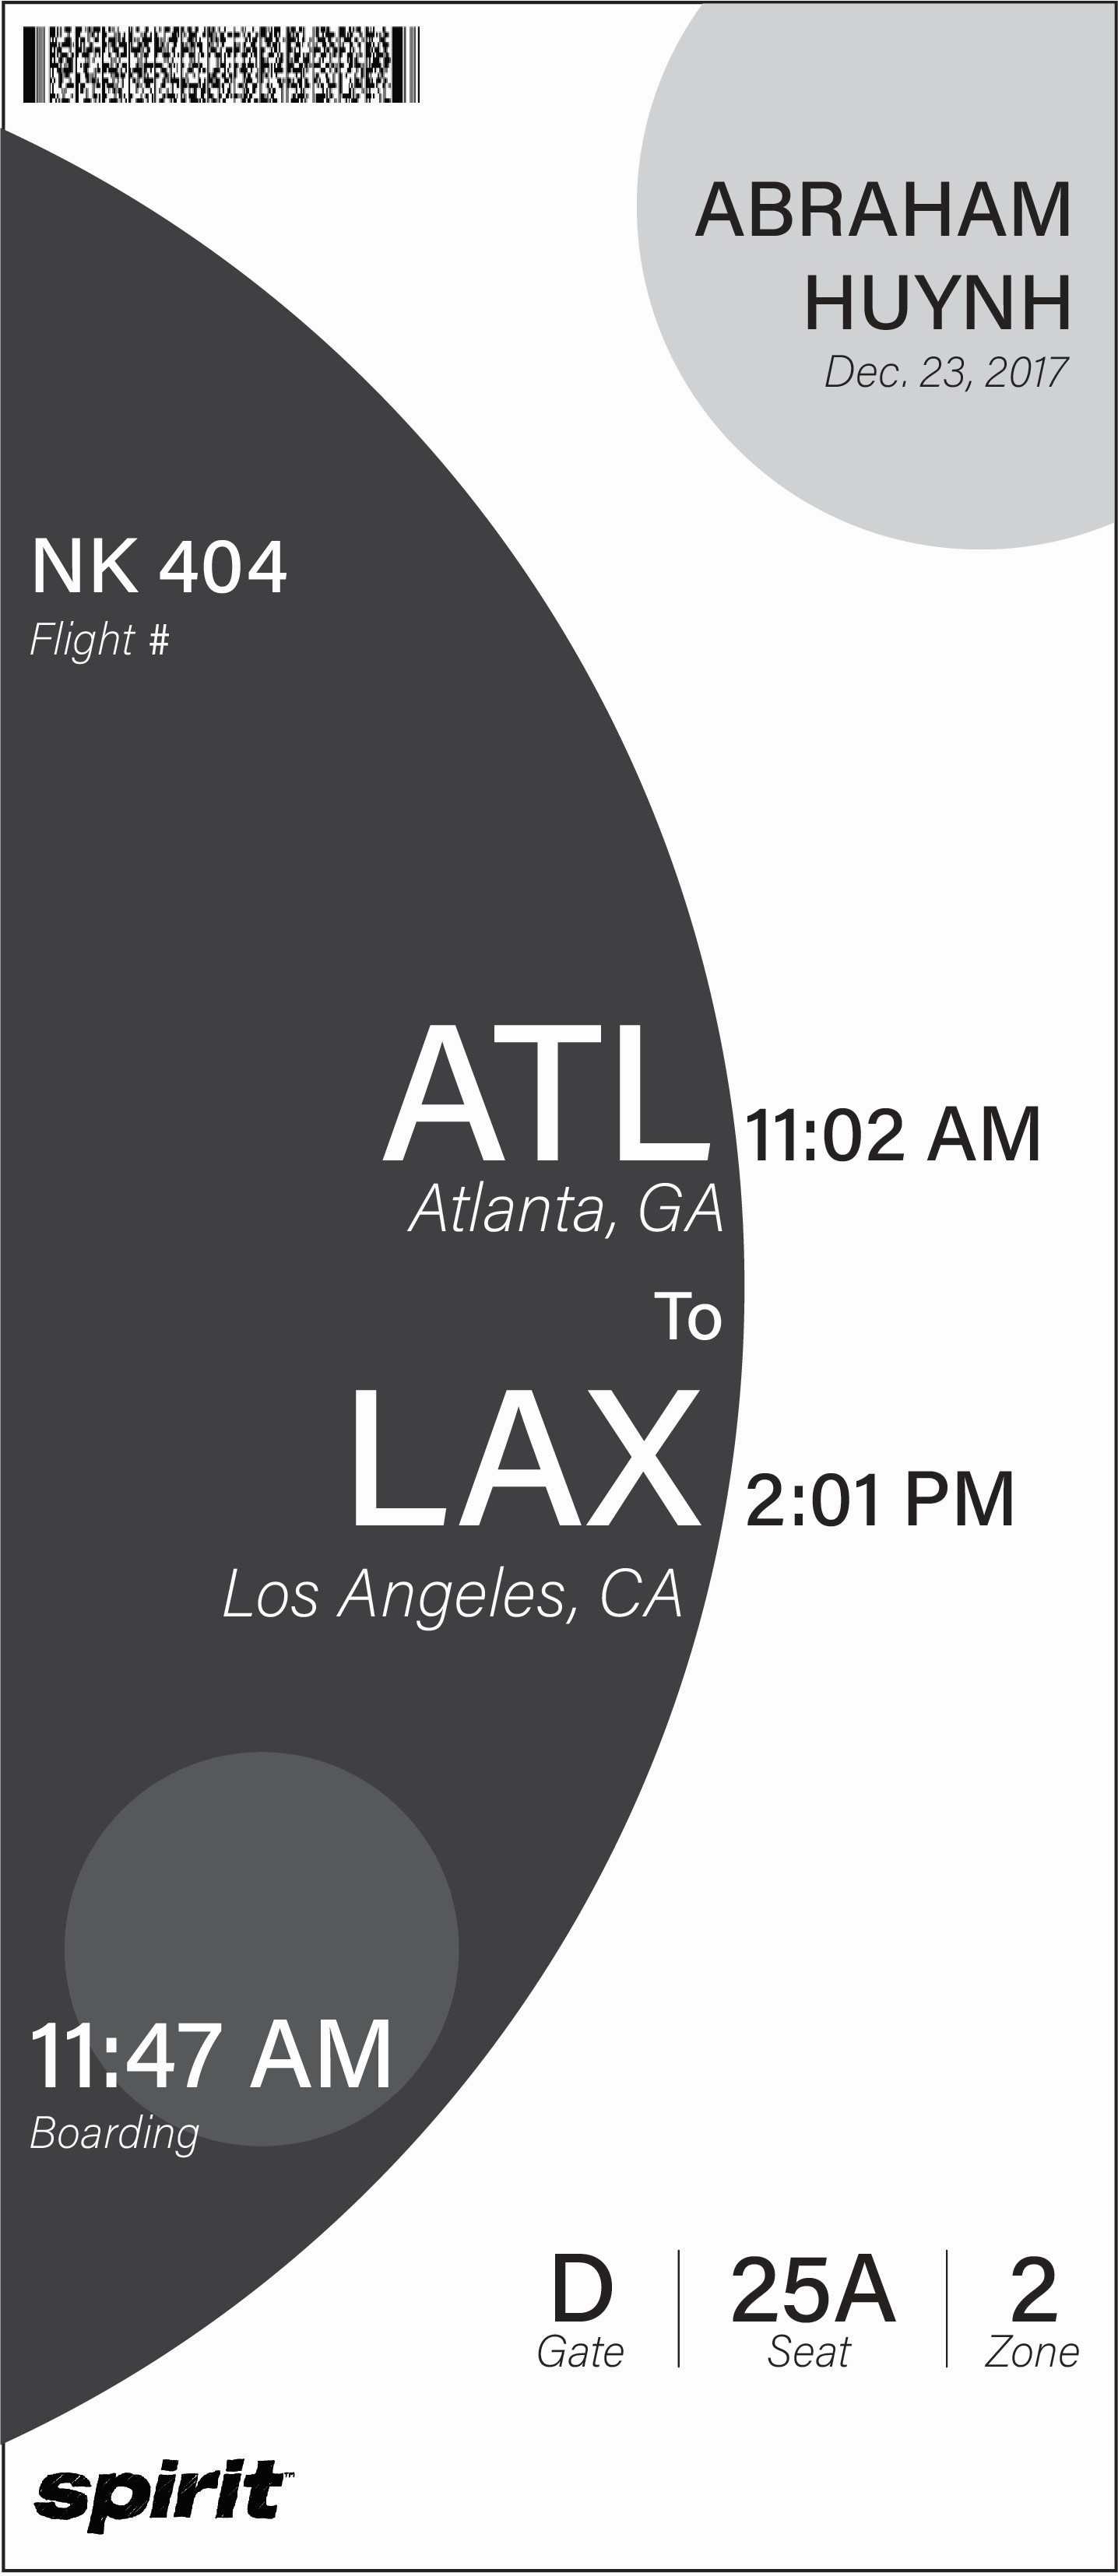 ABRAHAM
HUYNH
Dec. 23, 2017
NK 404
Flight #
ATL 11:02 AM
Atlanta, GA
To
LAX 2:01 PM
Los Angeles, CA
11:47 AM
Boarding
D 25A 2
Gate Seat Zone
spirit™